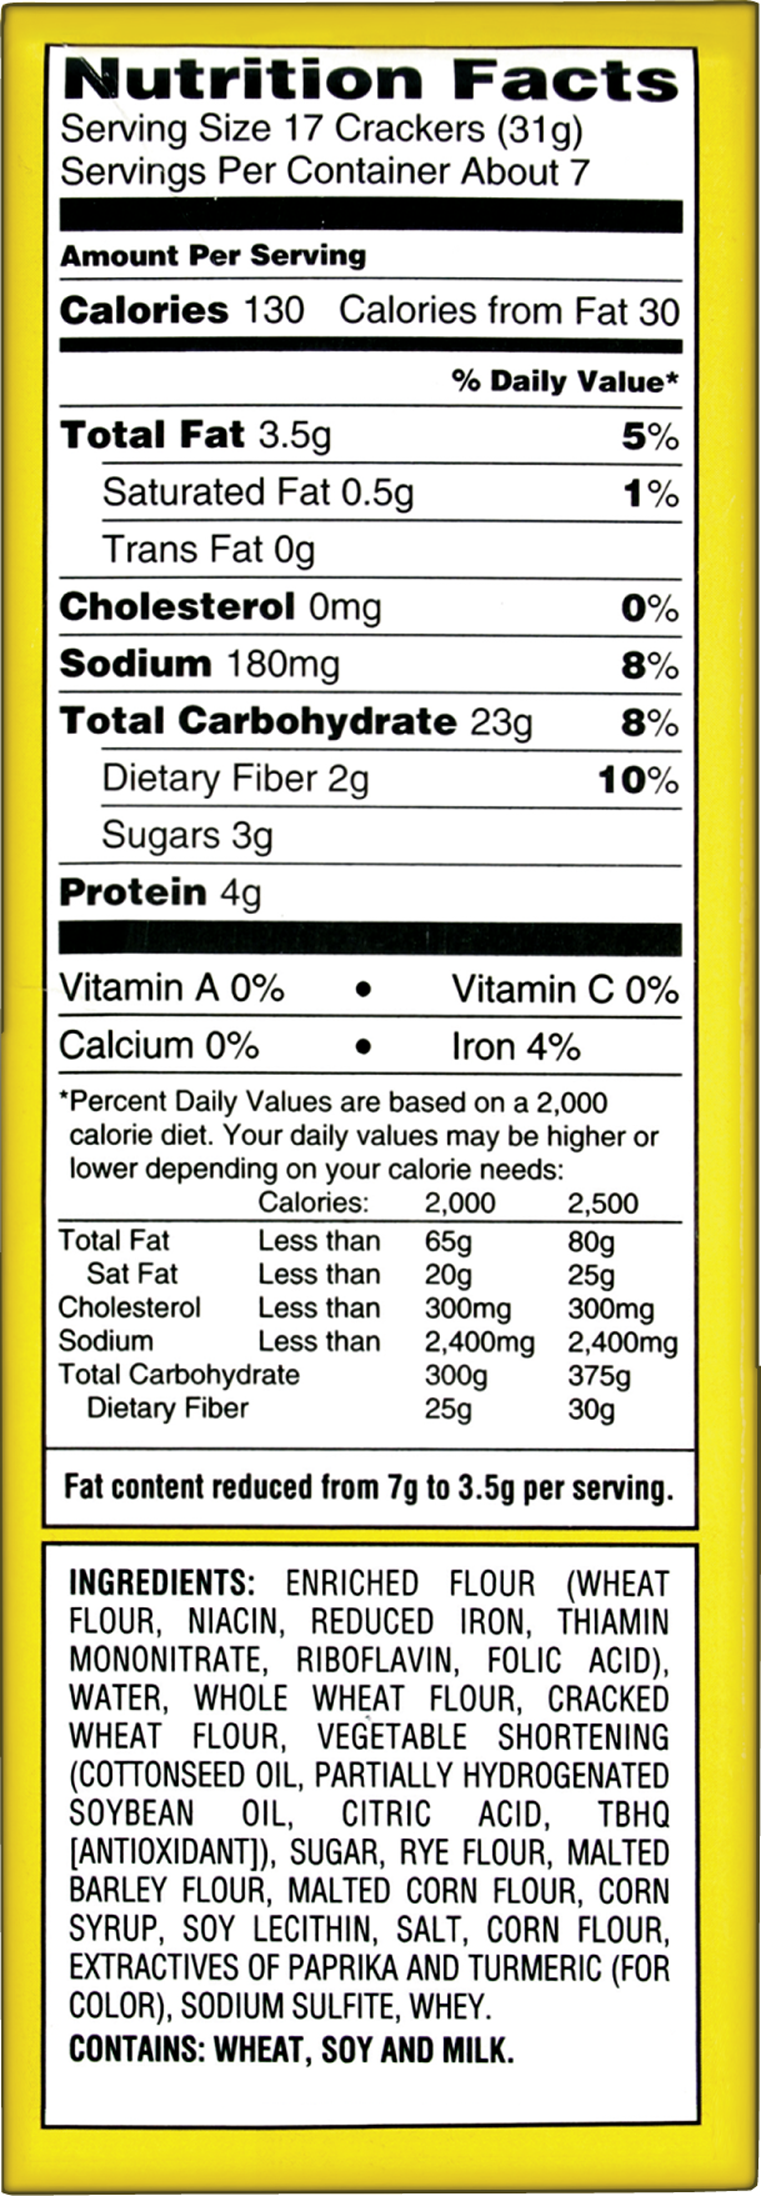 Nutrition Facts
Serving Size 17 Crackers (31g)
Servings Per Container About 7
Amount Per Serving
Calories 130 Calories from Fat 30
% Daily Value*
Total Fat 3.5g 5%
Saturated Fat 0.5g 1%
Trans Fat 0g
Cholesterol 0mg 0%
Sodium 180mg 8%
Total Carbohydrate 23g 8%
Dietary Fiber 2g 10%
Sugars 3g
Protein 4g
Vitamin A 0% • Vitamin C 0%
Calcium 0% • Iron 4%
*Percent Daily Values are based on a 2,000
calorie diet. Your daily values may be higher or
lower depending on your calorie needs:
Calories: 2,000 2,500
Total Fat Less than 65g 80g
Sat Fat Less than 20g 25g
Cholesterol Less than 300mg 300mg
Sodium Less than 2,400mg 2,400mg
Total Carbohydrate 300g 375g
Dietary Fiber 25g 30g
Fat content reduced from 7g to 3.5g per serving.
INGREDIENTS: ENRICHED FLOUR (WHEAT
FLOUR, NIACIN, REDUCED IRON, THIAMIN
MONONITRATE, RIBOFLAVIN, FOLIC ACID),
WATER, WHOLE WHEAT FLOUR, CRACKED
WHEAT FLOUR, VEGETABLE SHORTENING
(COTTONSEED OIL, PARTIALLY HYDROGENATED
SOYBEAN OIL, CITRIC ACID, TBHQ
[ANTIOXIDANT]), SUGAR, RYE FLOUR, MALTED
BARLEY FLOUR, MALTED CORN FLOUR, CORN
SYRUP, SOY LECITHIN, SALT, CORN FLOUR,
EXTRACTIVES OF PAPRIKA AND TURMERIC (FOR
COLOR), SODIUM SULFITE, WHEY.
CONTAINS: WHEAT, SOY AND MILK.